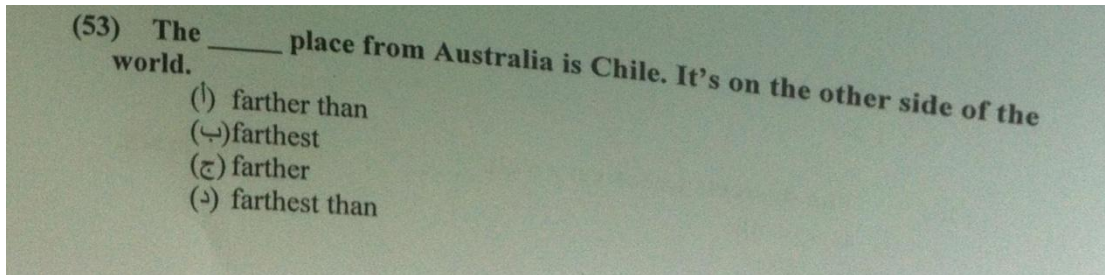 (53) The _____ place from Australia is Chile. It's on the other side of the
world.
(أ) farther than
(ب) farthest
(ج) farther
(د) farthest than